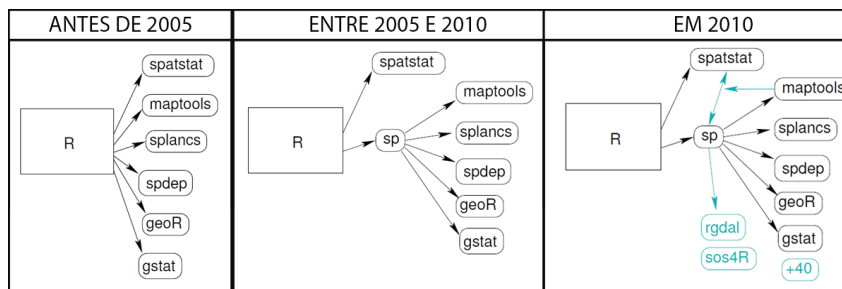 ANTES DE 2005
R
spatstat
maptools
splancs
spdep
geoR
gstat
ENTRE 2005 E 2010
R
spatstat
sp
maptools
splancs
spdep
geoR
gstat
EM 2010
R
spatstat
sp
maptools
splancs
spdep
geoR
gstat
rgdal
sos4R
+40